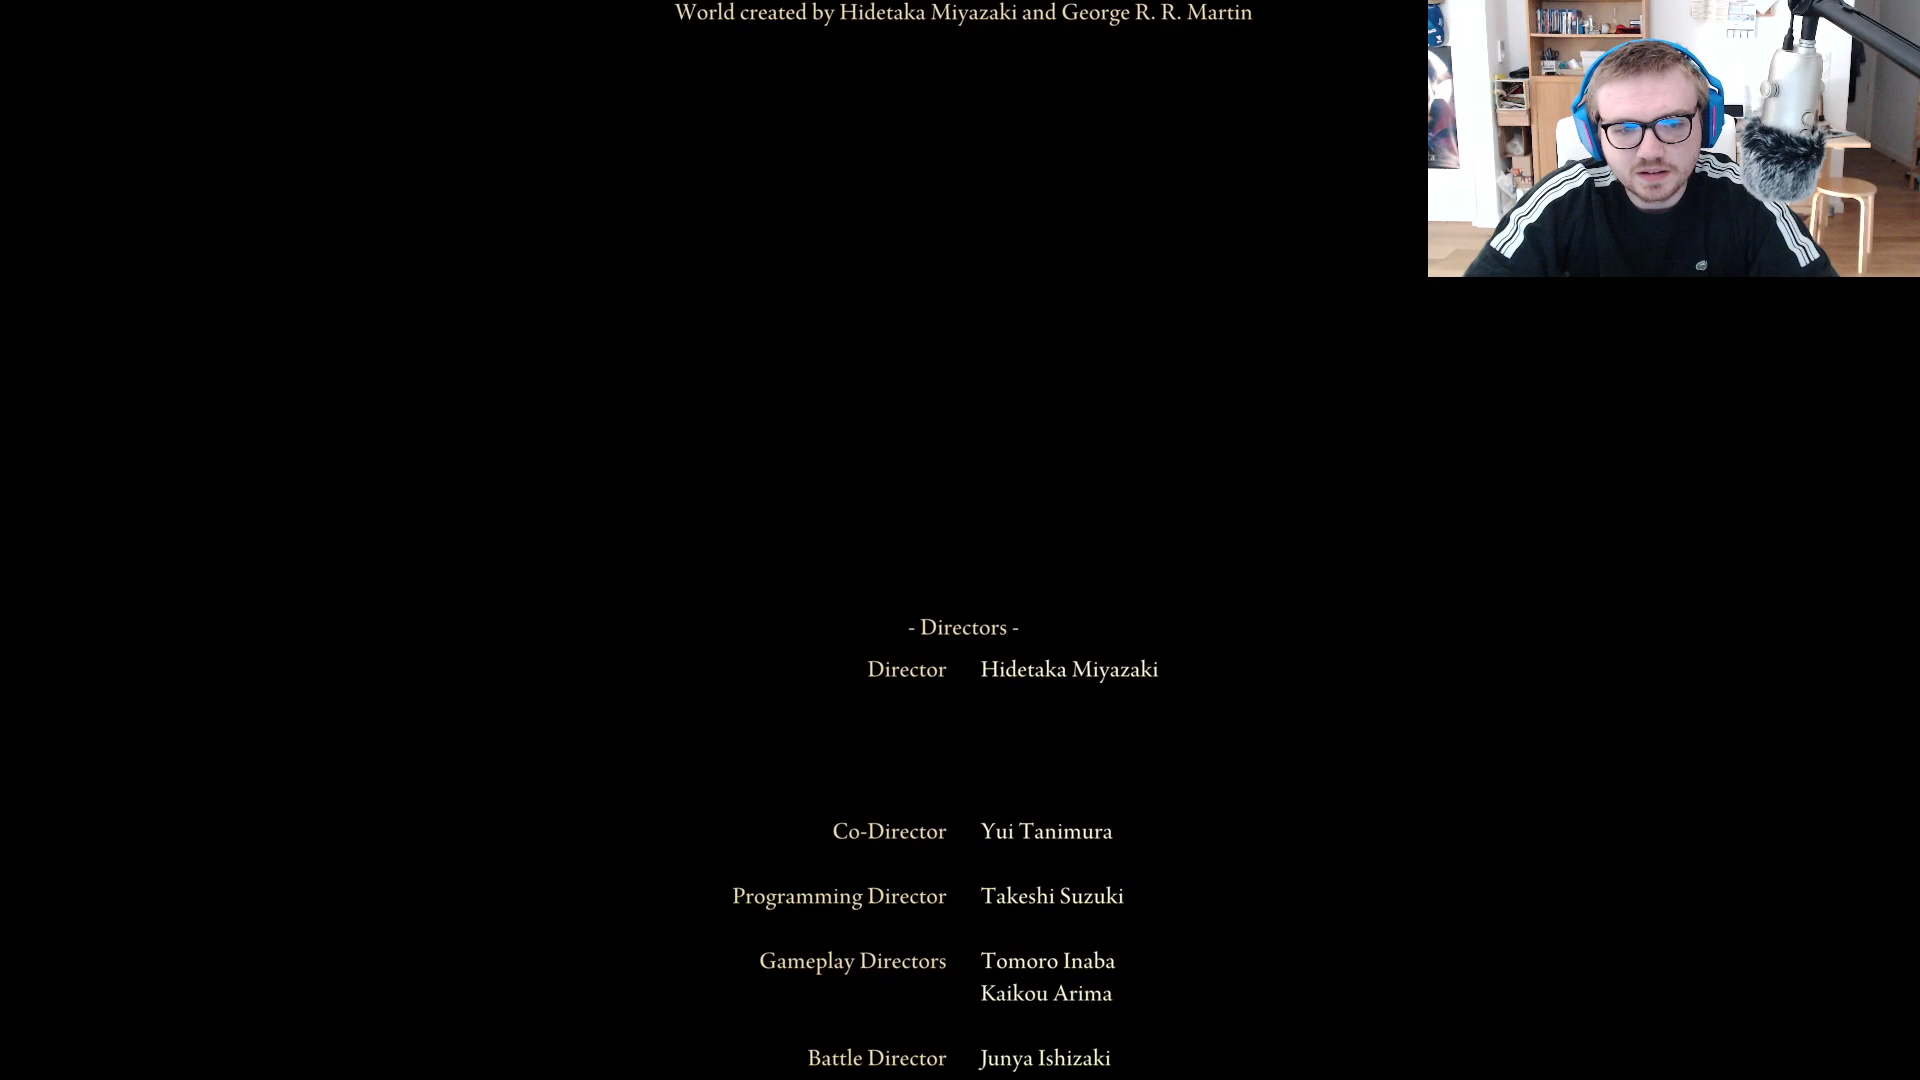 World created by Hidetaka Miyazaki and George R. R. Martin
- Directors -
Director Hidetaka Miyazaki
Co-Director Yui Tanimura
Programming Director Takeshi Suzuki
Gameplay Directors Tomoro Inaba
Kaikou Arima
Battle Director Junya Ishizaki